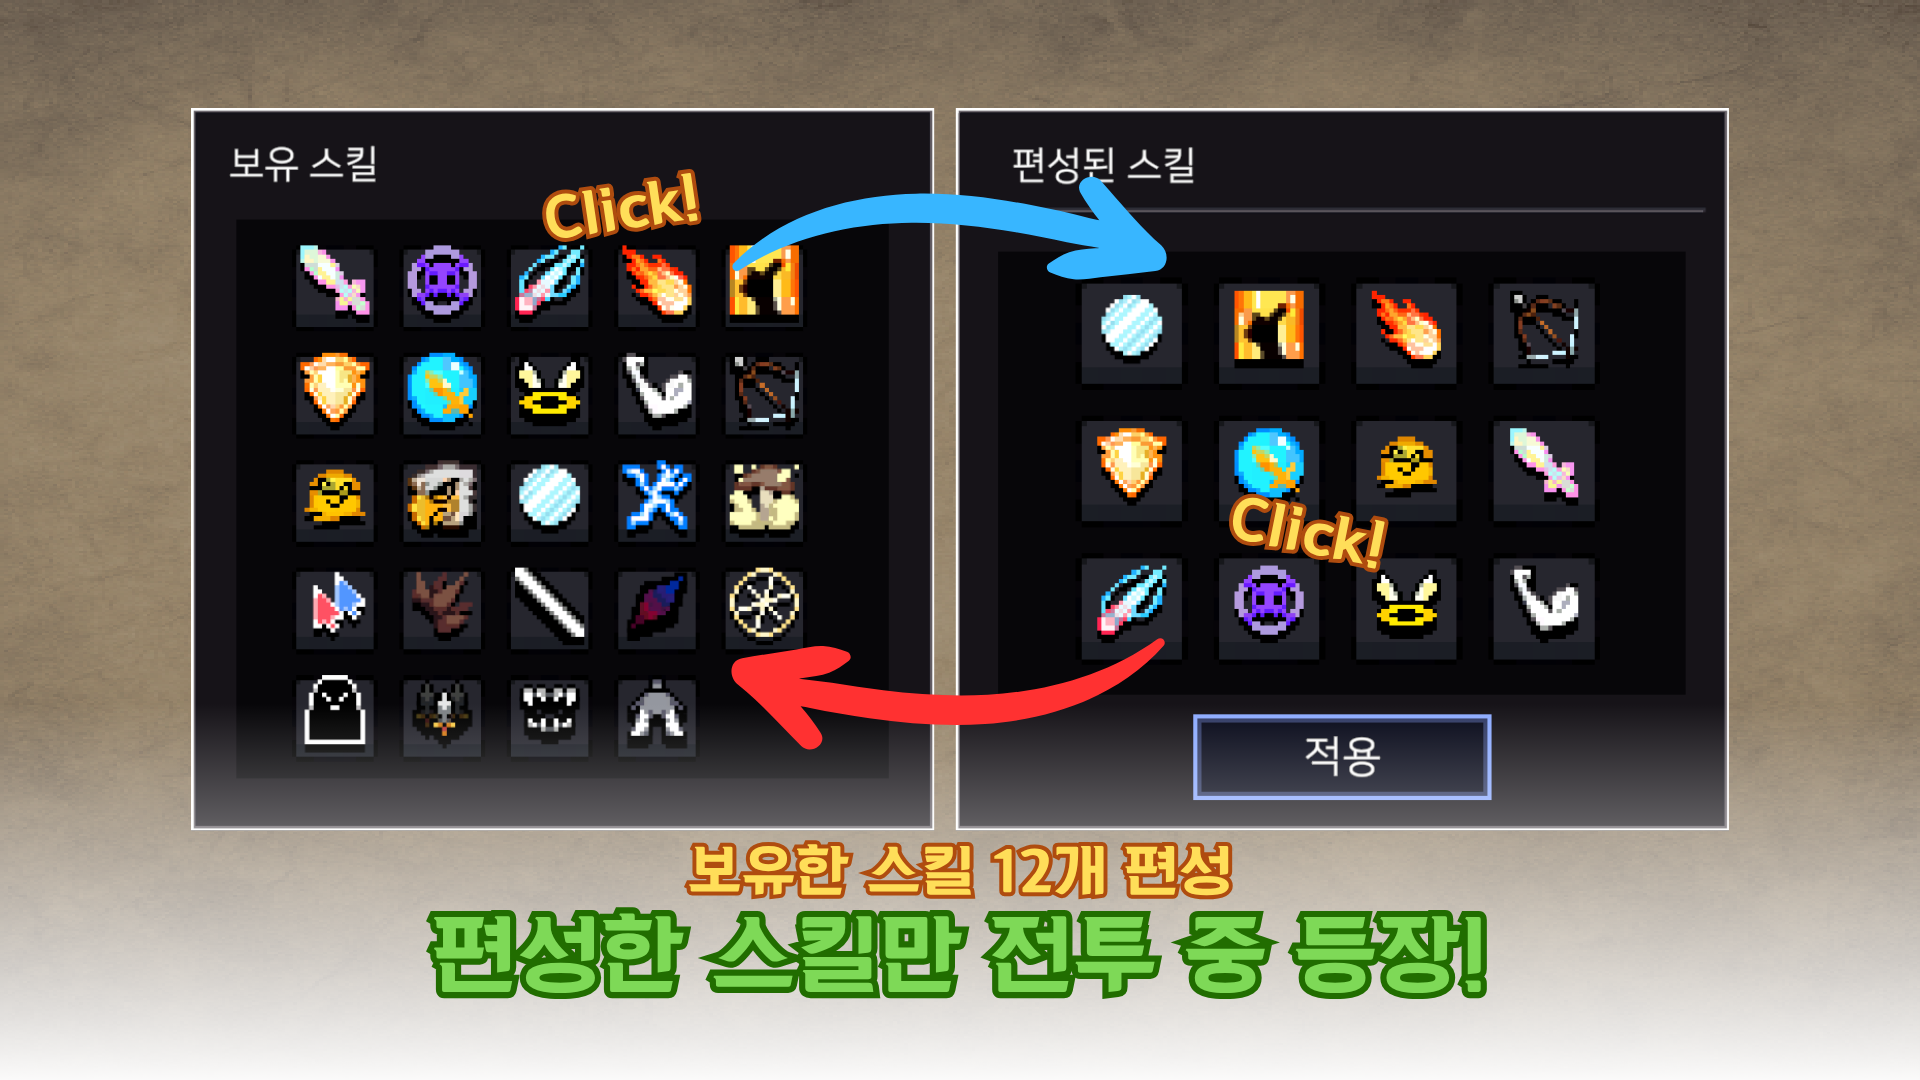 보유 스킬
편성된 스킬
Click!
Click!
적용
보유한 스킬 12개 편성
편성한 스킬만 전투 중 등장!